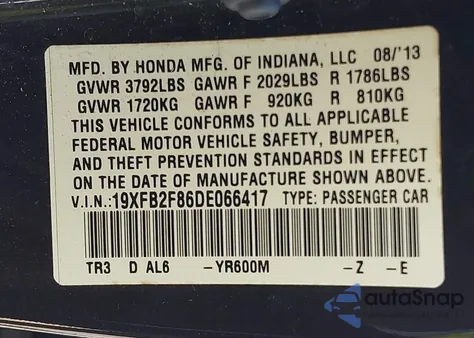 MFD. BY HONDA MFG. OF INDIANA, LLC 08/'13
GVWR 3792LBS GAWR F 2029LBS R 1786LBS
GVWR 1720KG GAWR F 920KG R 810KG
THIS VEHICLE CONFORMS TO ALL APPLICABLE
FEDERAL MOTOR VEHICLE SAFETY, BUMPER,
AND THEFT PREVENTION STANDARDS IN EFFECT
ON THE DATE OF MANUFACTURE SHOWN ABOVE.
V.I.N.: 19XFB2F86DE066417 TYPE: PASSENGER CAR
TR3 D AL6 -YR600M -Z -E
autoSnap